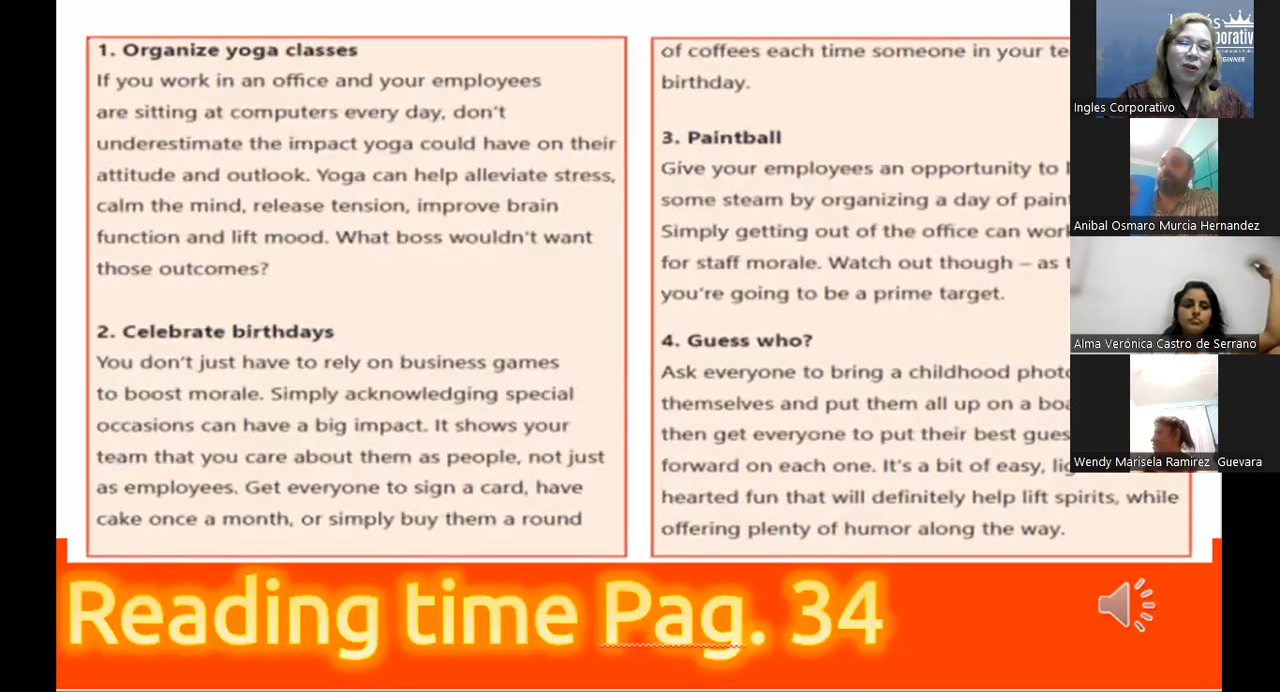 1. Organize yoga classes
If you work in an office and your employees
are sitting at computers every day, don't
underestimate the impact yoga could have on their
attitude and outlook. Yoga can help alleviate stress,
calm the mind, release tension, improve brain
function and lift mood. What boss wouldn't want
those outcomes?
2. Celebrate birthdays
You don't just have to rely on business games
to boost morale. Simply acknowledging special
occasions can have a big impact. It shows your
team that you care about them as people, not just
as employees. Get everyone to sign a card, have
cake once a month, or simply buy them a round
of coffees each time someone in your
birthday.
3. Paintball
Give your employees an opportunity to
some steam by organizing a day of
Simply getting out of the office can
for staff morale. Watch out though – as
you're going to be a prime target.
4. Guess who?
Ask everyone to bring a childhood
themselves and put them all up on a
then get everyone to put their best
forward on each one. It's a bit of easy,
hearted fun that will definitely help lift spirits, while
offering plenty of humor along the way.
Reading time Pag. 34
Ingles Corporativo
Anibal Osmaro Murcia Hernandez
Alma Verónica Castro de Serrano
Wendy Marisela Ramirez Guevara